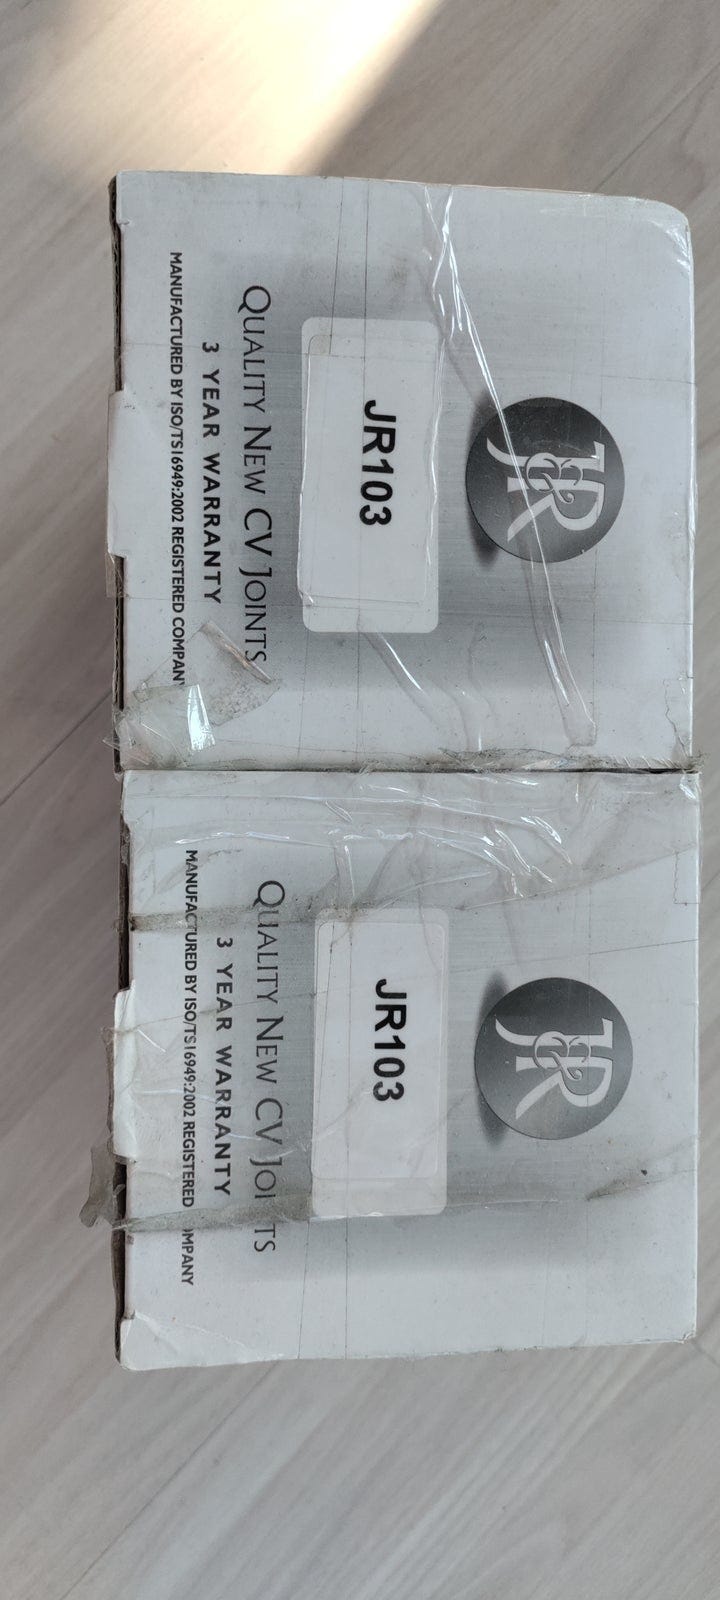 J&R
JR103
QUALITY NEW CV JOINTS
3 YEAR WARRANTY
MANUFACTURED BY ISO/TS16949:2002 REGISTERED COMPANY
J&R
JR103
QUALITY NEW CV JOINTS
3 YEAR WARRANTY
MANUFACTURED BY ISO/TS16949:2002 REGISTERED COMPANY